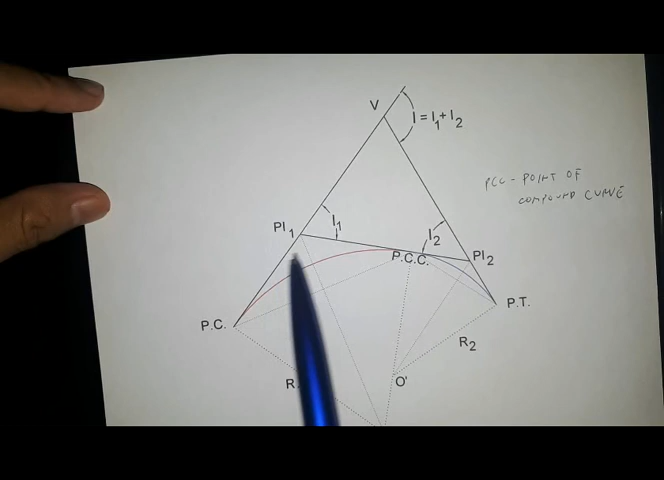 V
I = I1 + I2
PCC - POINT OF
COMPOUND CURVE
PI1
I1
I2
P.C.C.
PI2
P.C.
P.T.
R2
R
O'